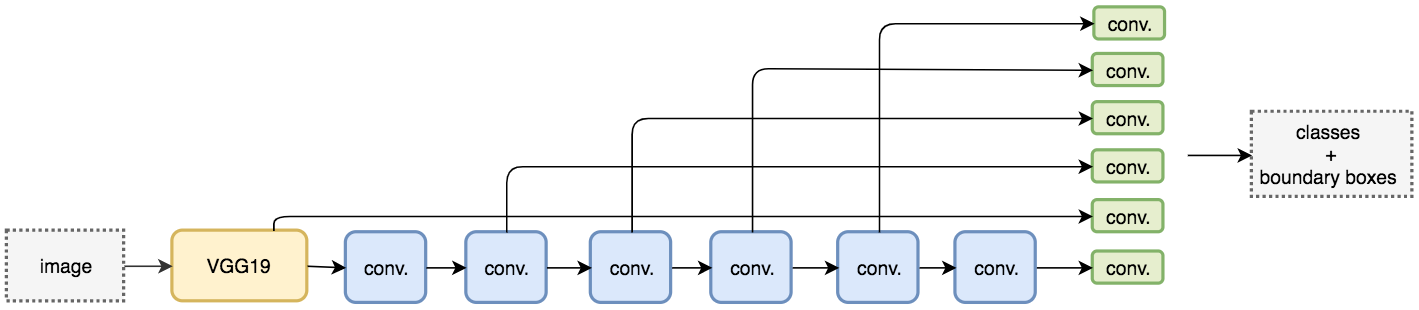 conv.
conv.
conv.
conv.
conv.
classes
+
boundary boxes
image
VGG19
conv.
conv.
conv.
conv.
conv.
conv.
conv.